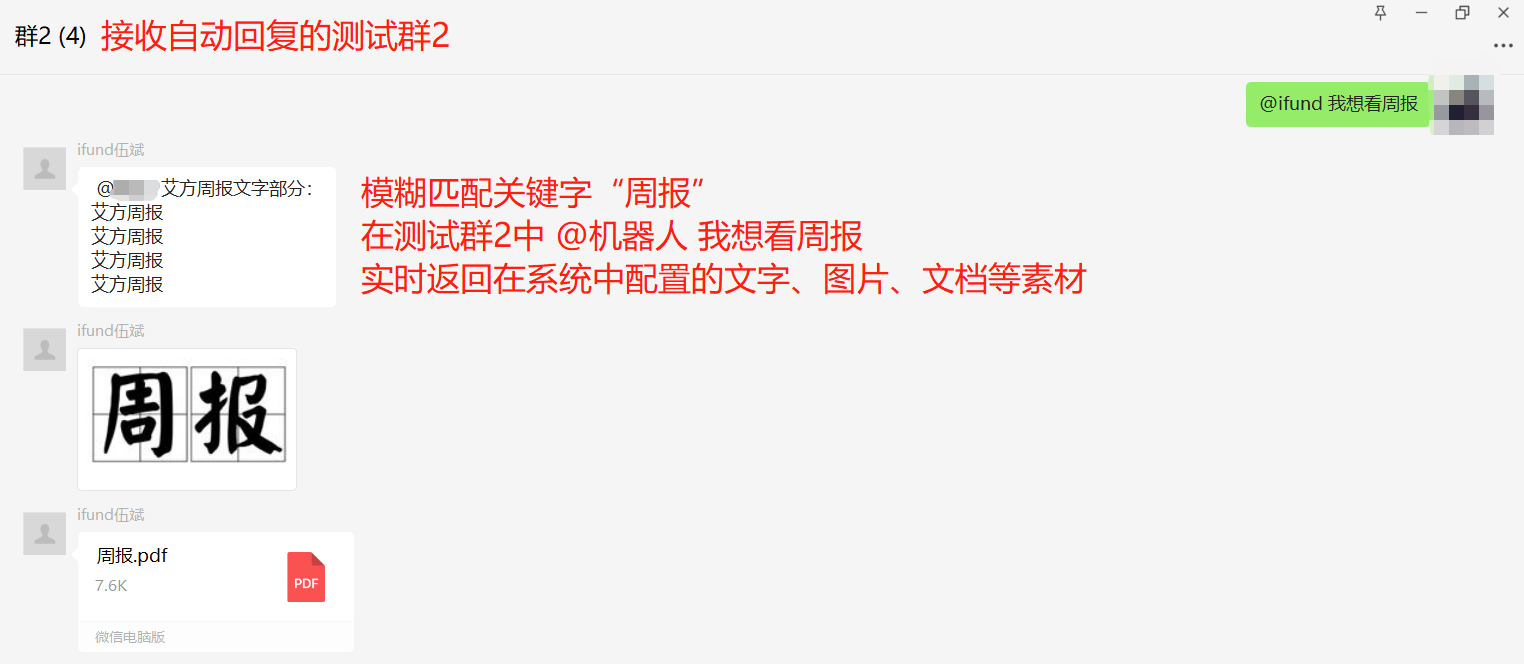 群2 (4) 接收自动回复的测试群2
@ifund 我想看周报
ifund伍斌
@ 艾方周报文字部分：
艾方周报
艾方周报
艾方周报
艾方周报
模糊匹配关键字“周报”
在测试群2中 @机器人 我想看周报
实时返回在系统中配置的文字、图片、文档等素材
ifund伍斌
周报
ifund伍斌
周报.pdf
7.6K
PDF
微信电脑版